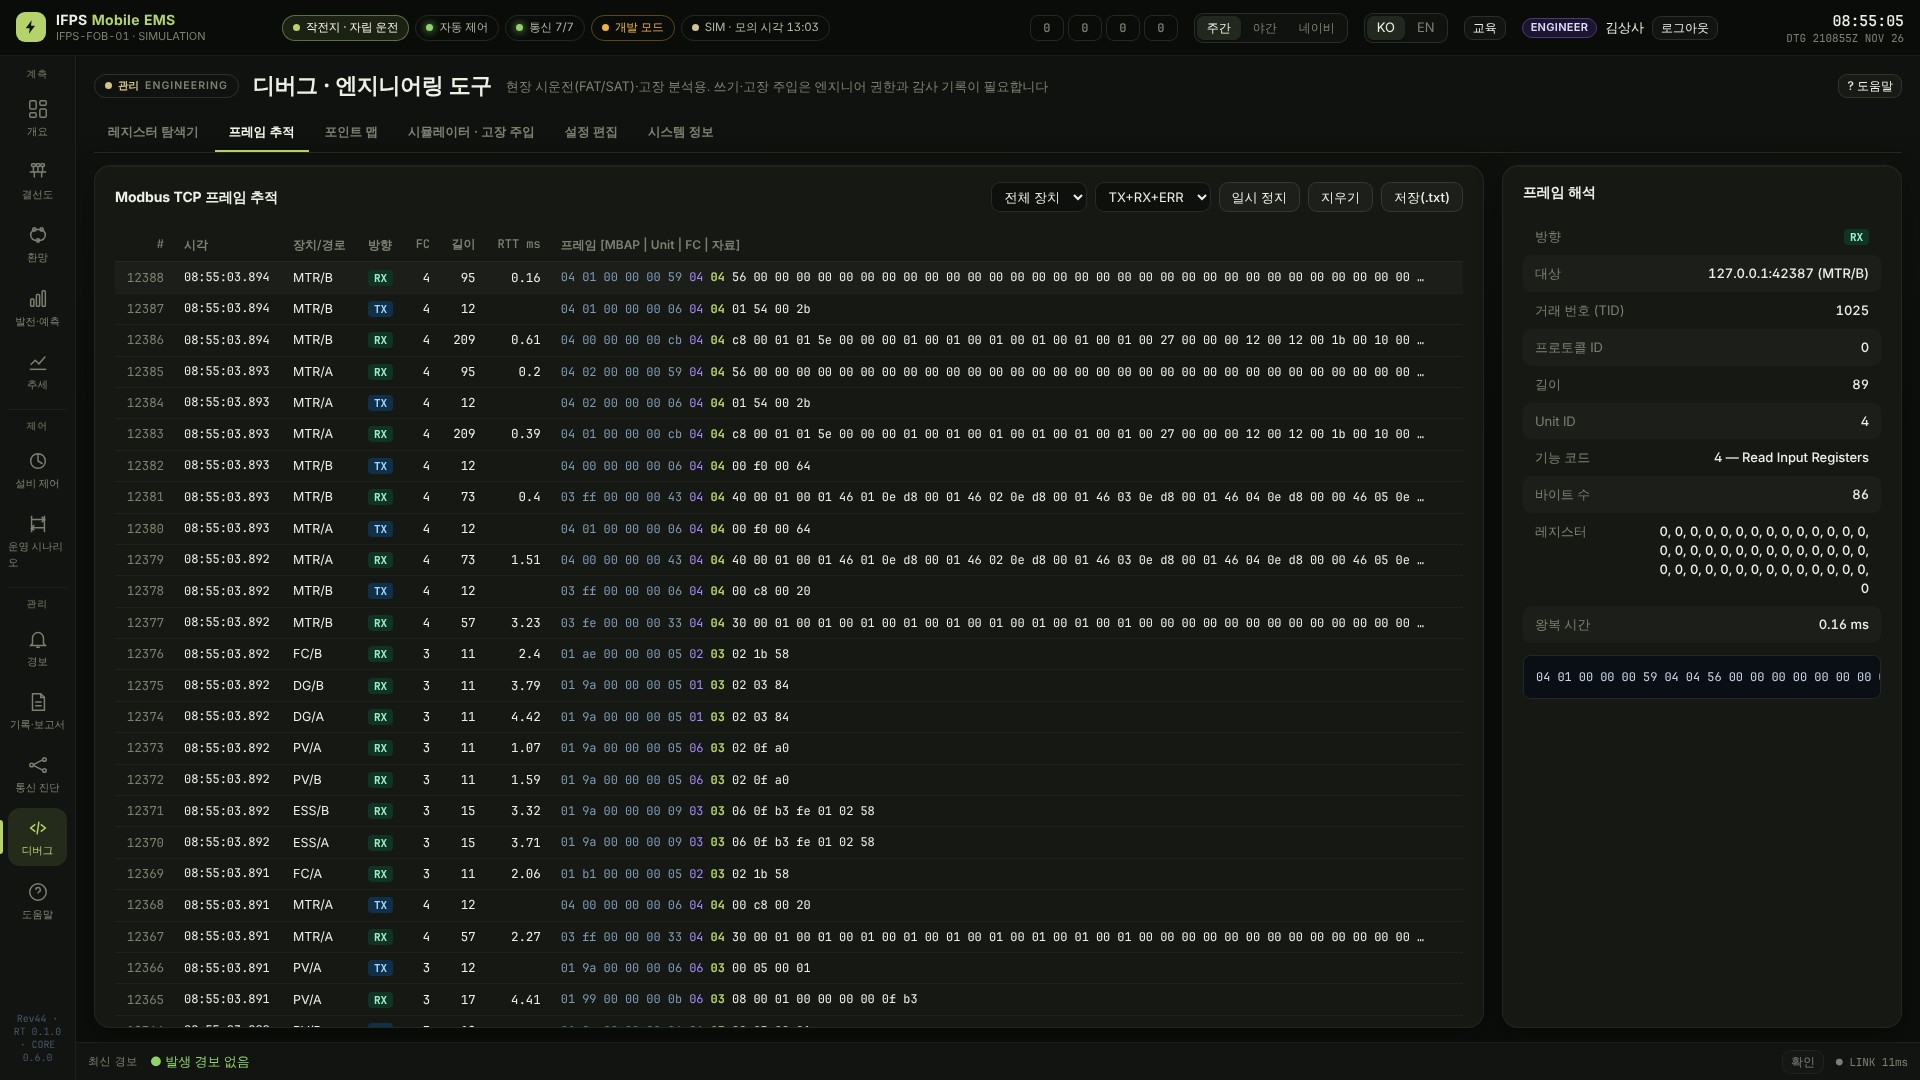 IFPS Mobile EMS
IFPS-FOB-01 · SIMULATION
작전지 · 자립 운전
자동 제어
통신 7/7
개발 모드
SIM · 모의 시각 13:03
0 0 0 0
주간 야간 네이비
KO EN
교육
ENGINEER 김상사 로그아웃
08:55:05
DTG 210855Z NOV 26
계측
개요
결선도
환망
발전·예측
추세
제어
설비 제어
운영 시나리오
관리
경보
기록·보고서
통신 진단
디버그
도움말
Rev44 ·
RT 0.1.0
· CORE
0.6.0
관리 ENGINEERING
디버그 · 엔지니어링 도구
현장 시운전(FAT/SAT)·고장 분석용. 쓰기·고장 주입은 엔지니어 권한과 감사 기록이 필요합니다
? 도움말
레지스터 탐색기 프레임 추적 포인트 맵 시뮬레이터 · 고장 주입 설정 편집 시스템 정보
Modbus TCP 프레임 추적
전체 장치 TX+RX+ERR 일시 정지 지우기 저장(.txt)
# 시각 장치/경로 방향 FC 길이 RTT ms 프레임 [MBAP | Unit | FC | 자료]
12388 08:55:03.894 MTR/B RX 4 95 0.16 04 01 00 00 00 59 04 04 56 00 00 00 00 00 00 00 00 00 00 00 00 00 00 00 00 00 00 00 00 00 00 00 00 00 00 00 00 00 00 00 …
12387 08:55:03.894 MTR/B TX 4 12 04 01 00 00 00 06 04 04 01 54 00 2b
12386 08:55:03.894 MTR/B RX 4 209 0.61 04 00 00 00 00 cb 04 04 c8 00 01 01 5e 00 00 00 01 00 01 00 01 00 01 00 01 00 01 00 27 00 00 00 12 00 12 00 1b 00 10 00 …
12385 08:55:03.893 MTR/A RX 4 95 0.2 04 02 00 00 00 59 04 04 56 00 00 00 00 00 00 00 00 00 00 00 00 00 00 00 00 00 00 00 00 00 00 00 00 00 00 00 00 00 00 00 …
12384 08:55:03.893 MTR/A TX 4 12 04 02 00 00 00 06 04 04 01 54 00 2b
12383 08:55:03.893 MTR/A RX 4 209 0.39 04 01 00 00 00 cb 04 04 c8 00 01 01 5e 00 00 00 01 00 01 00 01 00 01 00 01 00 01 00 27 00 00 00 12 00 12 00 1b 00 10 00 …
12382 08:55:03.893 MTR/B TX 4 12 04 00 00 00 00 06 04 04 00 f0 00 64
12381 08:55:03.893 MTR/B RX 4 73 0.4 03 ff 00 00 00 43 04 04 40 00 01 00 01 46 01 0e d8 00 01 46 02 0e d8 00 01 46 03 0e d8 00 01 46 04 0e d8 00 00 46 05 0e …
12380 08:55:03.893 MTR/A TX 4 12 04 01 00 00 00 06 04 04 00 f0 00 64
12379 08:55:03.892 MTR/A RX 4 73 1.51 04 00 00 00 00 43 04 04 40 00 01 00 01 46 01 0e d8 00 01 46 02 0e d8 00 01 46 03 0e d8 00 01 46 04 0e d8 00 00 46 05 0e …
12378 08:55:03.892 MTR/B TX 4 12 03 ff 00 00 00 06 04 04 00 c8 00 20
12377 08:55:03.892 MTR/B RX 4 57 3.23 03 fe 00 00 00 33 04 04 30 00 01 00 01 00 01 00 01 00 01 00 01 00 01 00 01 00 01 00 00 00 00 00 00 00 00 00 00 00 00 00 …
12376 08:55:03.892 FC/B RX 3 11 2.4 01 ae 00 00 00 05 02 03 02 1b 58
12375 08:55:03.892 DG/B RX 3 11 3.79 01 9a 00 00 00 05 01 03 02 03 84
12374 08:55:03.892 DG/A RX 3 11 4.42 01 9a 00 00 00 05 01 03 02 03 84
12373 08:55:03.892 PV/A RX 3 11 1.07 01 9a 00 00 00 05 06 03 02 0f a0
12372 08:55:03.892 PV/B RX 3 11 1.59 01 9a 00 00 00 05 06 03 02 0f a0
12371 08:55:03.892 ESS/B RX 3 15 3.32 01 9a 00 00 00 09 03 03 06 0f b3 fe 01 02 58
12370 08:55:03.892 ESS/A RX 3 15 3.71 01 9a 00 00 00 09 03 03 06 0f b3 fe 01 02 58
12369 08:55:03.891 FC/A RX 3 11 2.06 01 b1 00 00 00 05 02 03 02 1b 58
12368 08:55:03.891 MTR/A TX 4 12 04 00 00 00 00 06 04 04 00 c8 00 20
12367 08:55:03.891 MTR/A RX 4 57 2.27 03 ff 00 00 00 33 04 04 30 00 01 00 01 00 01 00 01 00 01 00 01 00 01 00 01 00 01 00 00 00 00 00 00 00 00 00 00 00 00 00 …
12366 08:55:03.891 PV/A TX 3 12 01 9a 00 00 00 06 06 03 00 05 00 01
12365 08:55:03.891 PV/A RX 3 17 4.41 01 99 00 00 00 0b 06 03 08 00 01 00 00 00 00 0f b3
프레임 해석
방향 RX
대상 127.0.0.1:42387 (MTR/B)
거래 번호 (TID) 1025
프로토콜 ID 0
길이 89
Unit ID 4
기능 코드 4 — Read Input Registers
바이트 수 86
레지스터 0, 0, 0, 0, 0, 0, 0, 0, 0, 0, 0, 0, 0, 0,
0, 0, 0, 0, 0, 0, 0, 0, 0, 0, 0, 0, 0, 0,
0, 0, 0, 0, 0, 0, 0, 0, 0, 0, 0, 0, 0, 0,
0
왕복 시간 0.16 ms
04 01 00 00 00 59 04 04 56 00 00 00 00 00 00 00
최신 경보 발생 경보 없음
확인 LINK 11ms